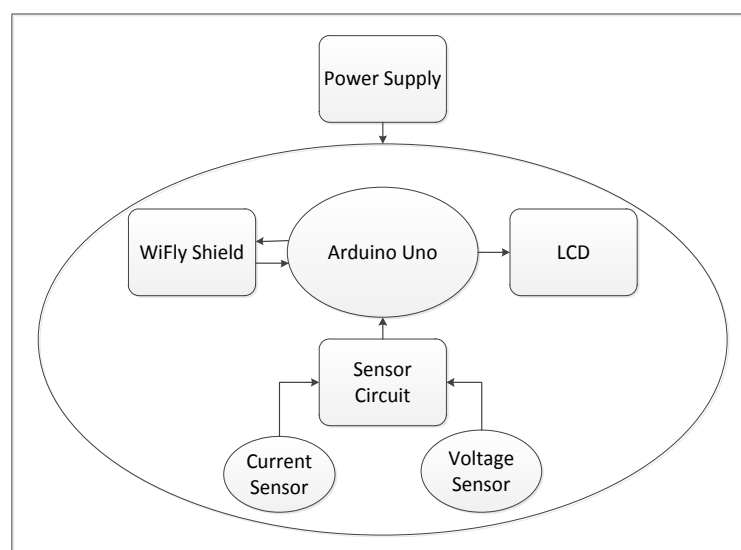 Power Supply
WiFly Shield
Arduino Uno
LCD
Sensor
Circuit
Current
Sensor
Voltage
Sensor